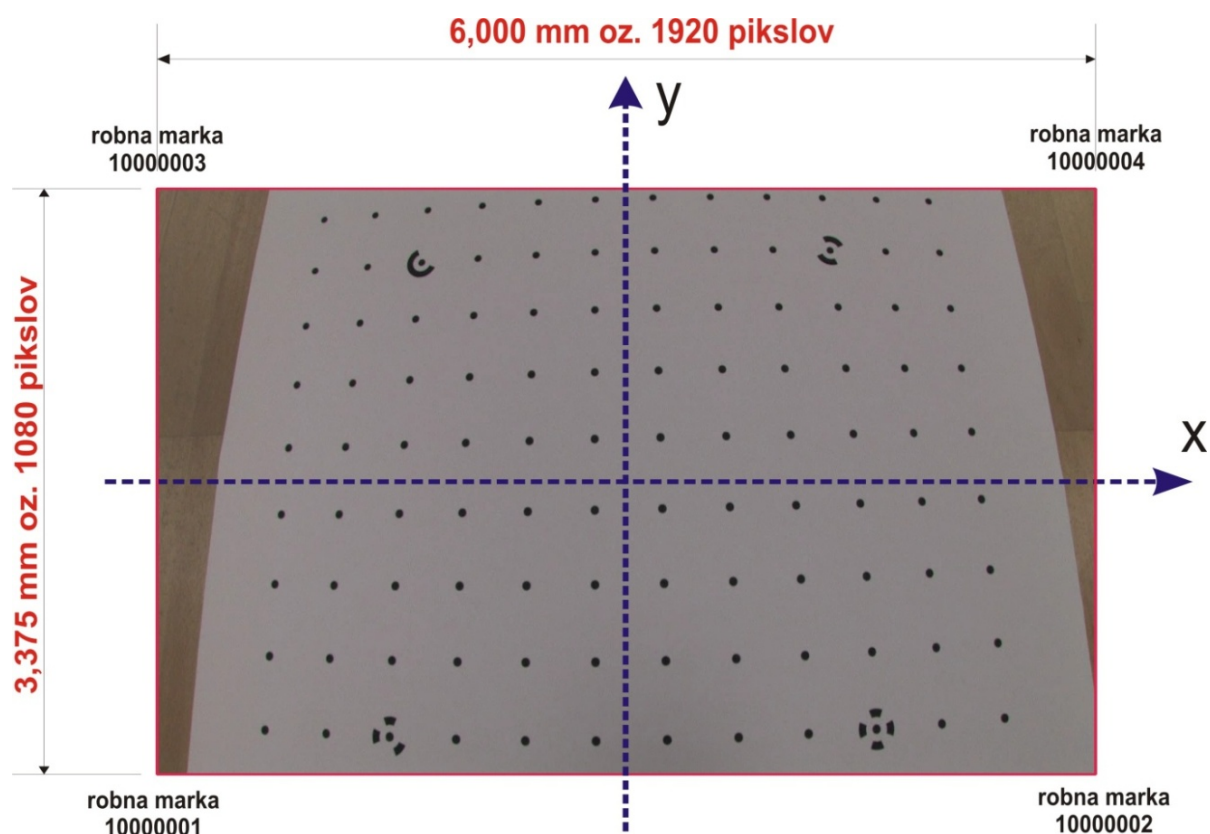 6,000 mm oz. 1920 pikslov
y
robna marka
10000003
robna marka
10000004
3,375 mm oz. 1080 pikslov
x
robna marka
10000001
robna marka
10000002